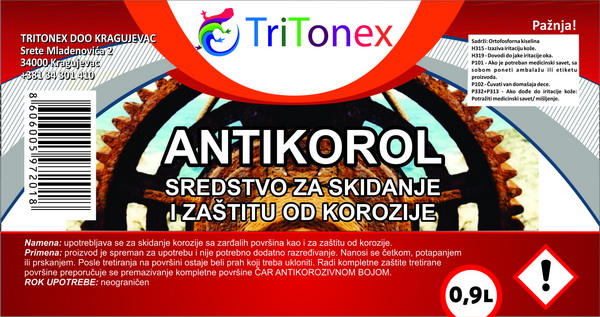 TRITONEX DOO KRAGUJEVAC
Srete Mladenovića 2
34000 Kragujevac
+381 34 301 410
8606005972018
TriTonex
Pažnja!
Sadrži: Ortofosforna kiselina
H315 - Izaziva iritaciju kože.
H319 - Dovodi do jake iritacije oka.
P101 - Ako je potreban medicinski savet, sa
sobom poneti ambalažu ili etiketu
proizvoda.
P102 -Čuvati van domašaja dece.
P332+P313 - Ako dođe do iritacije kože:
Potražiti medicinski savet/ mišljenje.
ANTIKOROL
SREDSTVO ZA SKIDANJE
I ZAŠTITU OD KOROZIJE
Namena: upotrebljava se za skidanje korozije sa zarđalih površina kao i za zaštitu od korozije.
Primena: proizvod je spreman za upotrebu i nije potrebno dodatno razređivanje. Nanosi se četkom, potapanjem
ili prskanjem. Posle tretiranja na površini ostaje beli prah koji treba ukloniti. Radi kompletne zaštite tretirane
površine preporučuje se premazivanje kompletne površine ČAR ANTIKOROZIVNOM BOJOM.
ROK UPOTREBE: neograničen
0,9L